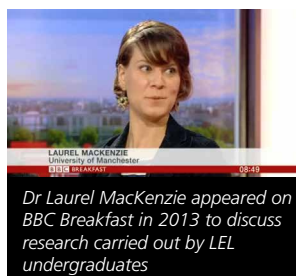 LAUREL MACKENZIE
University of Manchester
BBC BREAKFAST 08:49
Dr Laurel MacKenzie appeared on
BBC Breakfast in 2013 to discuss
research carried out by LEL
undergraduates